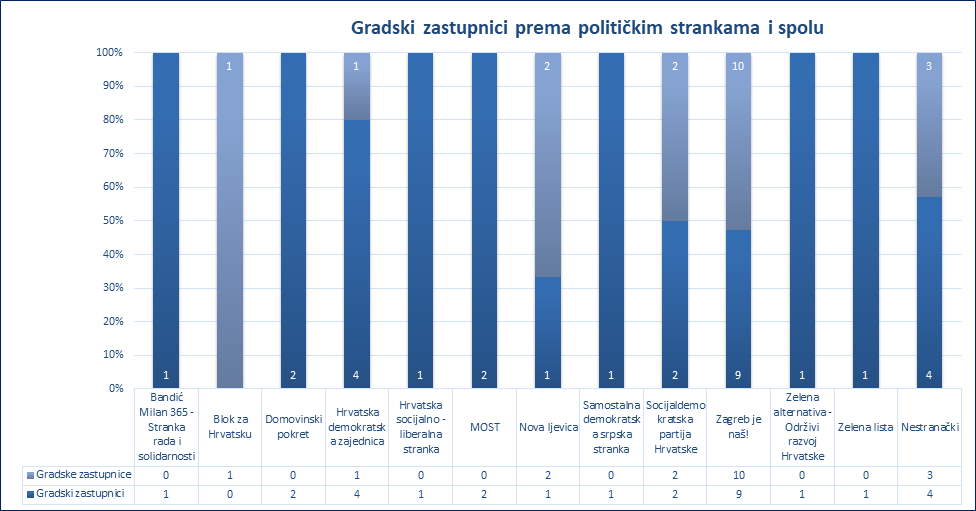 Gradski zastupnici prema političkim strankama i spolu
100%
90%
80%
70%
60%
50%
40%
30%
20%
10%
0%
1 1 2 2 10 3
1 2 4 1 2 1 1 2 9 1 1 4
Bandić
Milan 365 -
Stranka
rada i
solidarnosti
Blok za
Hrvatsku
Domovinski
pokret
Hrvatska
demokratsk
a zajednica
Hrvatska
socijalno -
liberalna
stranka
MOST
Nova ljevica
Samostalna
demokratsk
a srpska
stranka
Socijaldemo
kratska
partija
Hrvatske
Zagreb je
naš!
Zelena
alternativa -
Održivi
razvoj
Hrvatske
Zelena lista
Nestranački
Gradske zastupnice 0 1 0 1 0 0 2 0 2 10 0 0 3
Gradski zastupnici 1 0 2 4 1 2 1 1 2 9 1 1 4